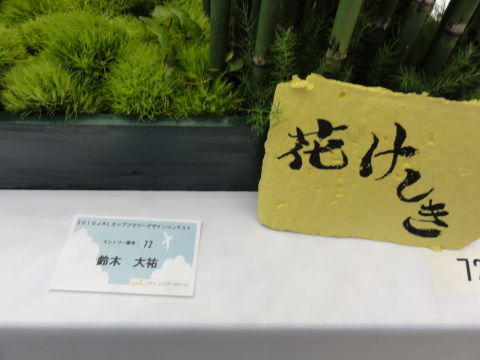 花けしき
2010JALカップフラワーデザインコンテスト
エントリー番号: 72
鈴木 大祐
72